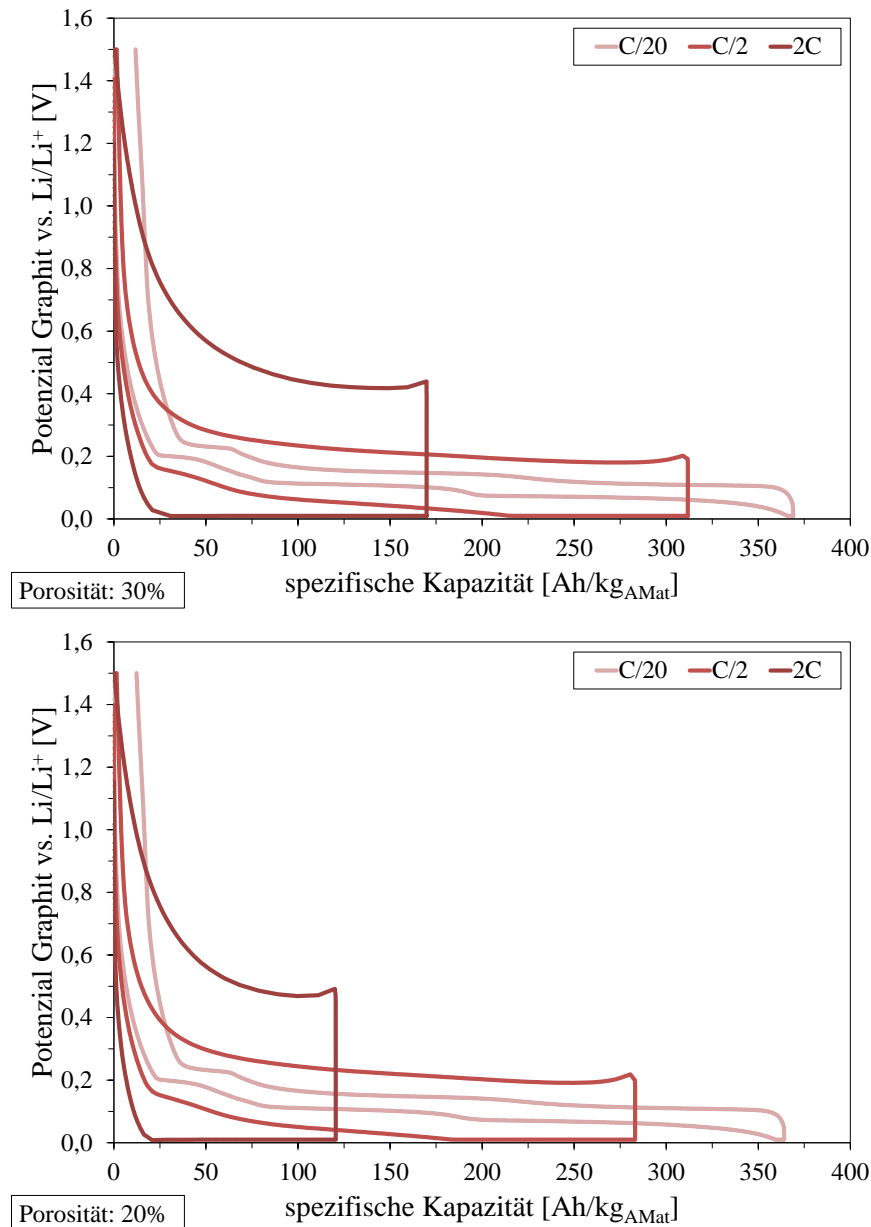 1,6
1,4
1,2
1,0
0,8
0,6
0,4
0,2
0,0
Potenzial Graphit vs. Li/Li⁺ [V]
C/20 C/2 2C
0 50 100 150 200 250 300 350 400
spezifische Kapazität [Ah/kg_AMat]
Porosität: 30%
1,6
1,4
1,2
1,0
0,8
0,6
0,4
0,2
0,0
Potenzial Graphit vs. Li/Li⁺ [V]
C/20 C/2 2C
0 50 100 150 200 250 300 350 400
spezifische Kapazität [Ah/kg_AMat]
Porosität: 20%